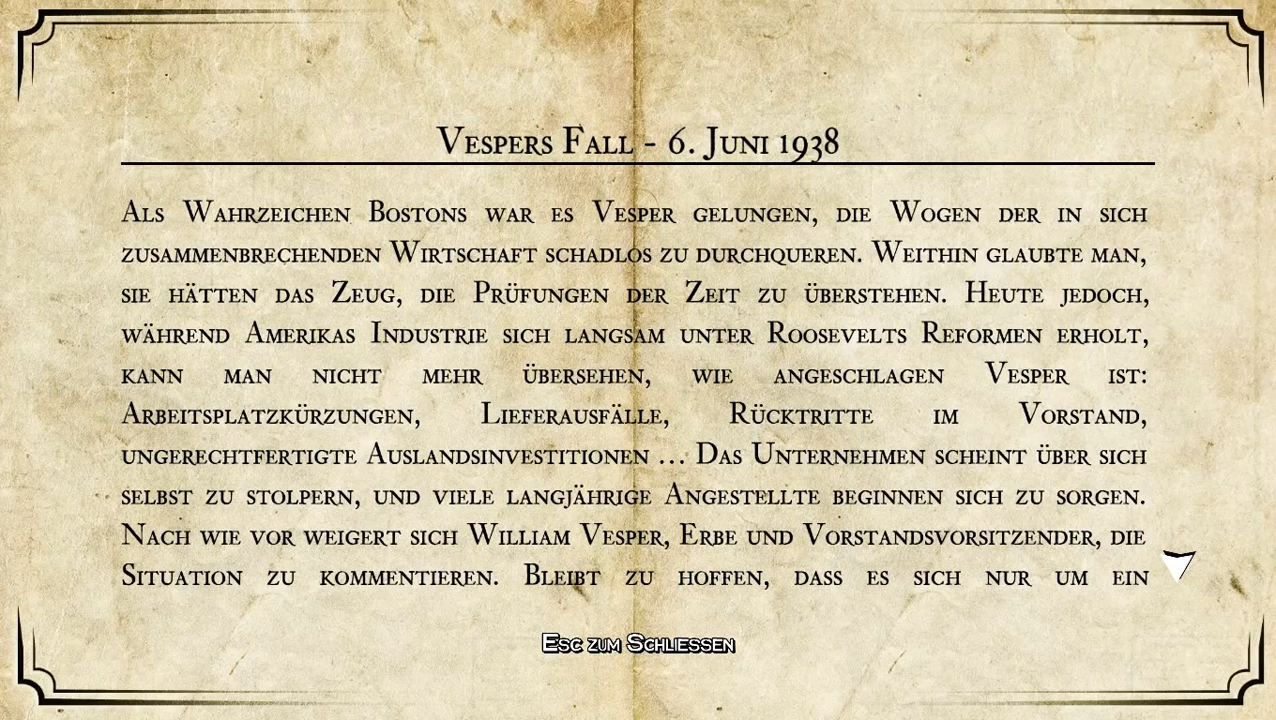 Vespers Fall - 6. Juni 1938
Als Wahrzeichen Bostons war es Vesper gelungen, die Wogen der in sich
zusammenbrechenden Wirtschaft schadlos zu durchqueren. Weithin glaubte man,
sie hätten das Zeug, die Prüfungen der Zeit zu überstehen. Heute jedoch,
während Amerikas Industrie sich langsam unter Roosevelts Reformen erholt,
kann man nicht mehr übersehen, wie angeschlagen Vesper ist:
Arbeitsplatzkürzungen, Lieferausfälle, Rücktritte im Vorstand,
ungerechtfertigte Auslandsinvestitionen ... Das Unternehmen scheint über sich
selbst zu stolpern, und viele langjährige Angestellte beginnen sich zu sorgen.
Nach wie vor weigert sich William Vesper, Erbe und Vorstandsvorsitzender, die
Situation zu kommentieren. Bleibt zu hoffen, dass es sich nur um ein
Esc zum Schliessen